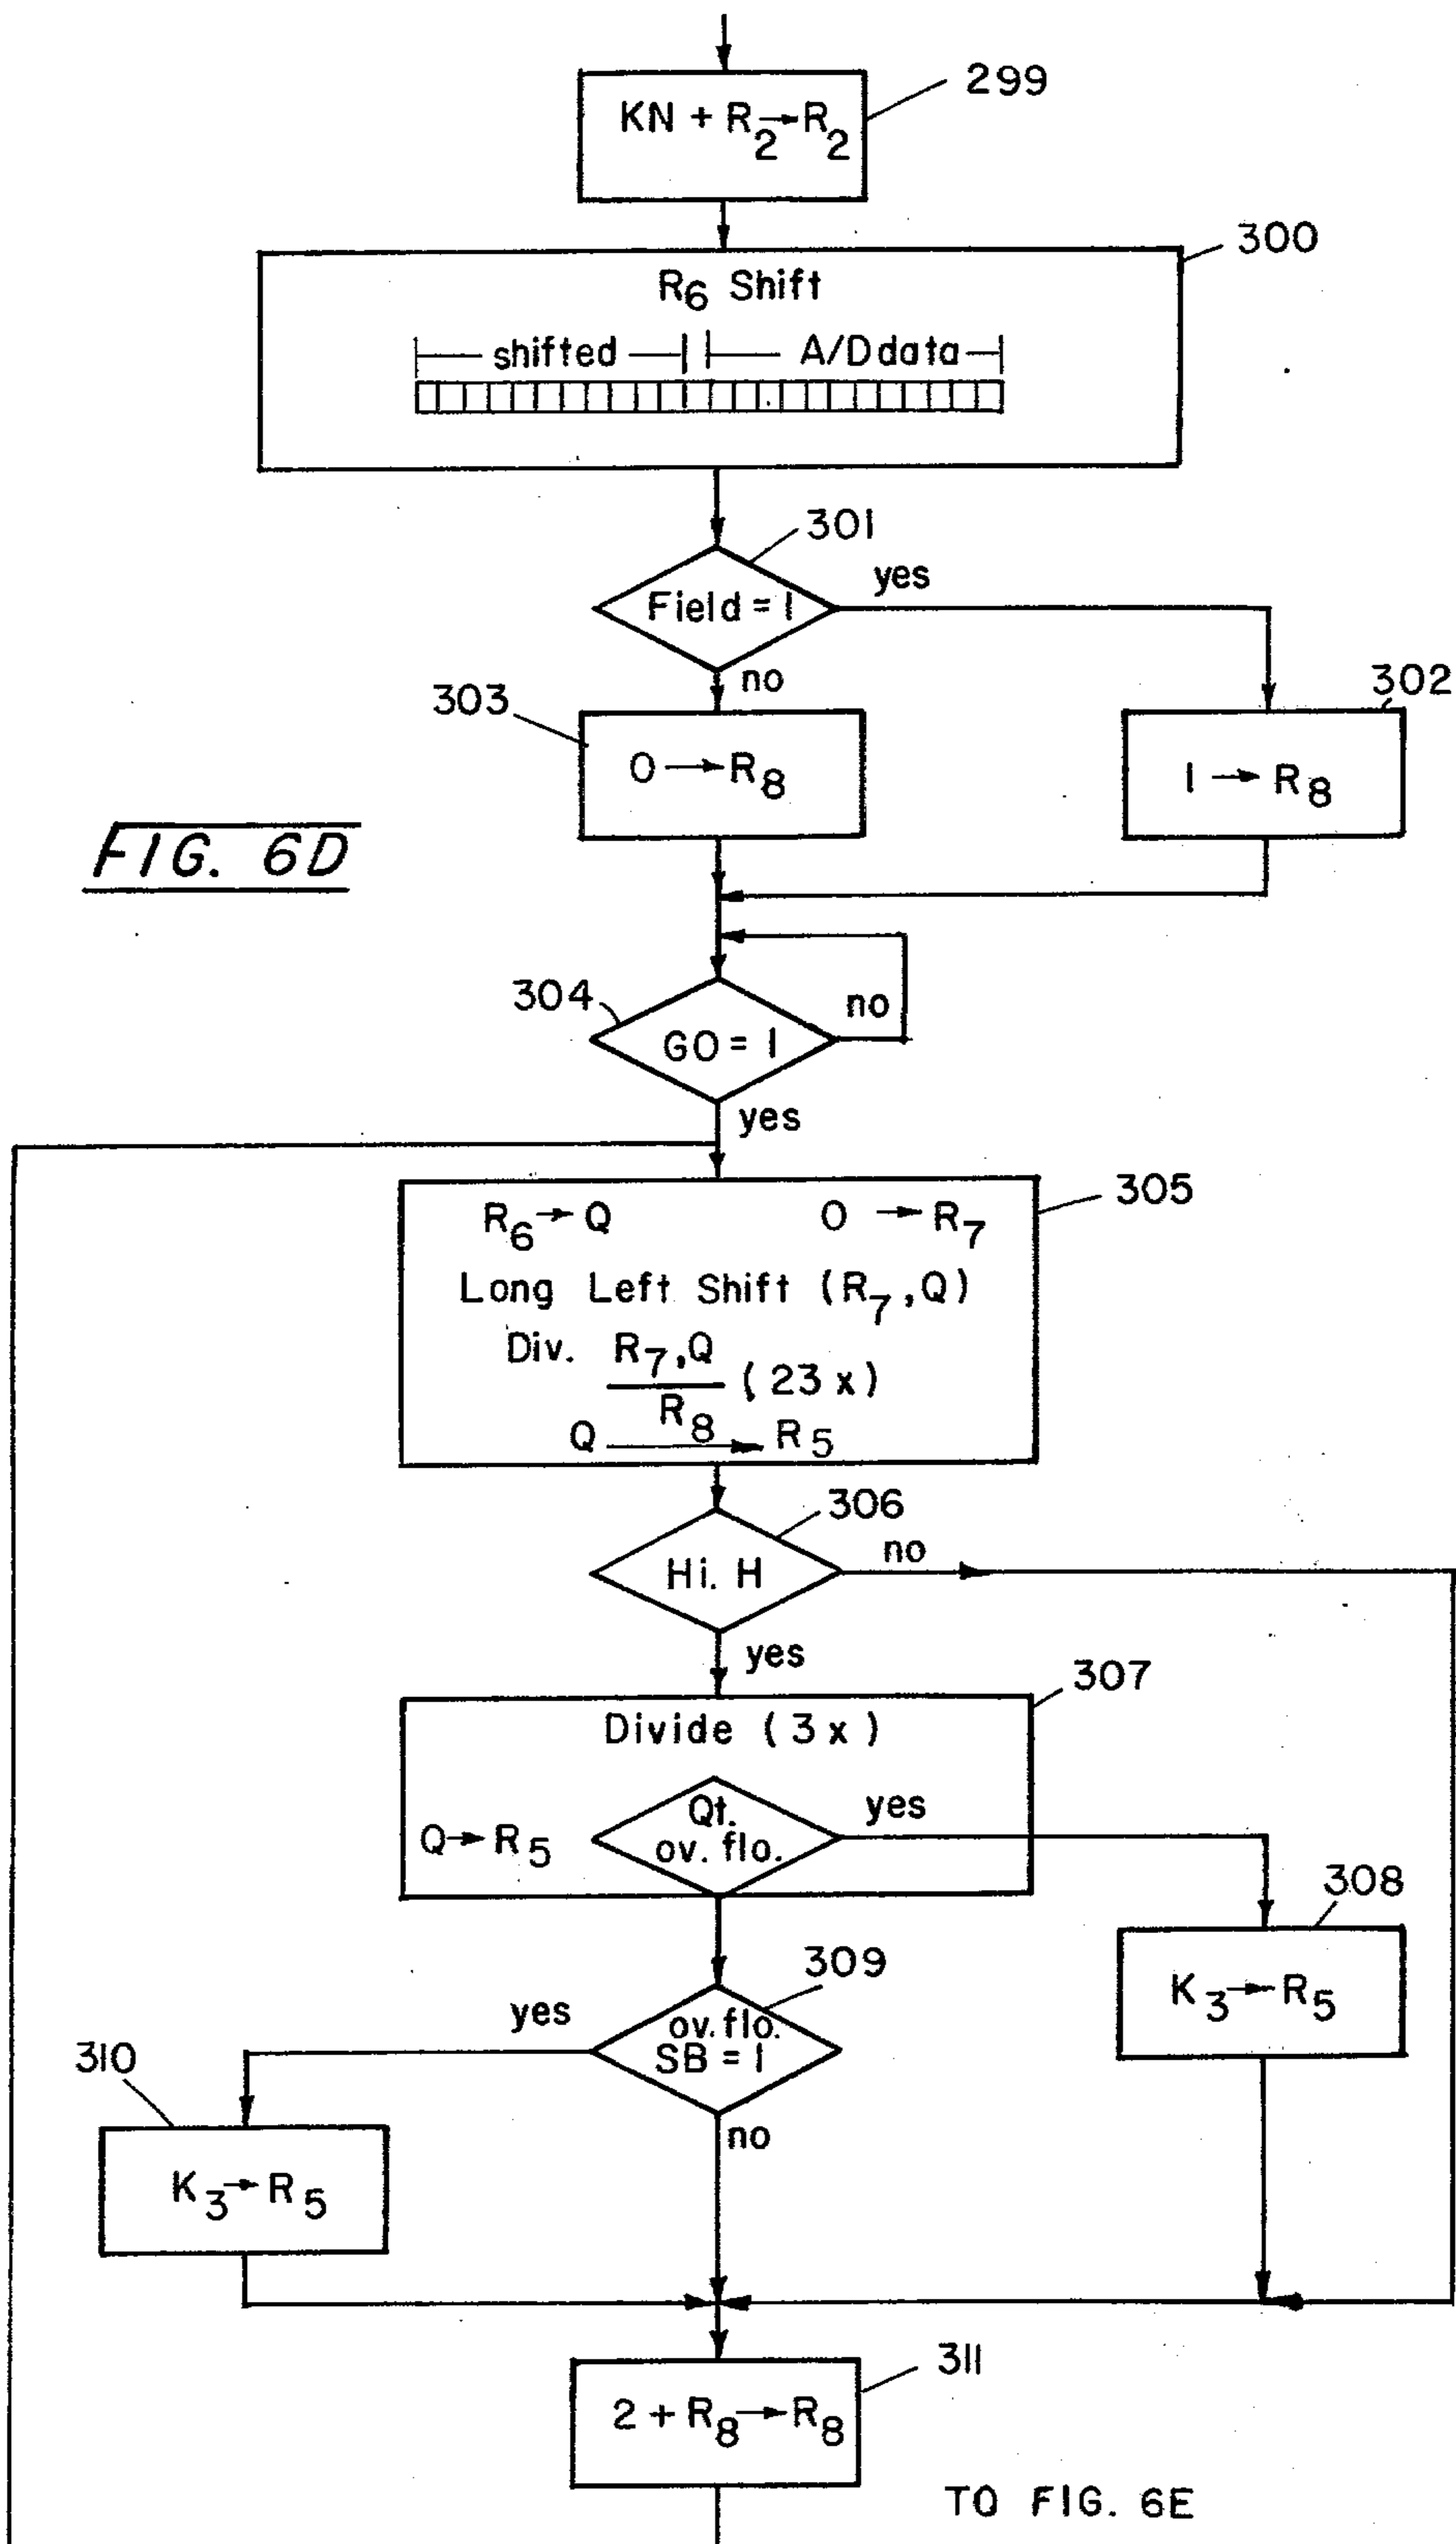 299
KN + R2 → R2
300
R6 Shift
shifted A/D data
301
Field = 1
yes
no
303
0 → R8
302
1 → R8
FIG. 6D
304
GO = 1
no
yes
305
R6 → Q 0 → R7
Long Left Shift (R7, Q)
Div. R7, Q
R8
(23 x)
Q → R5
306
Hi. H
no
yes
307
Divide (3 x)
Qt.
ov. flo.
yes
Q → R5
308
K3 → R5
309
ov. flo.
SB = 1
yes
no
310
K3 → R5
311
2 + R8 → R8
TO FIG. 6E